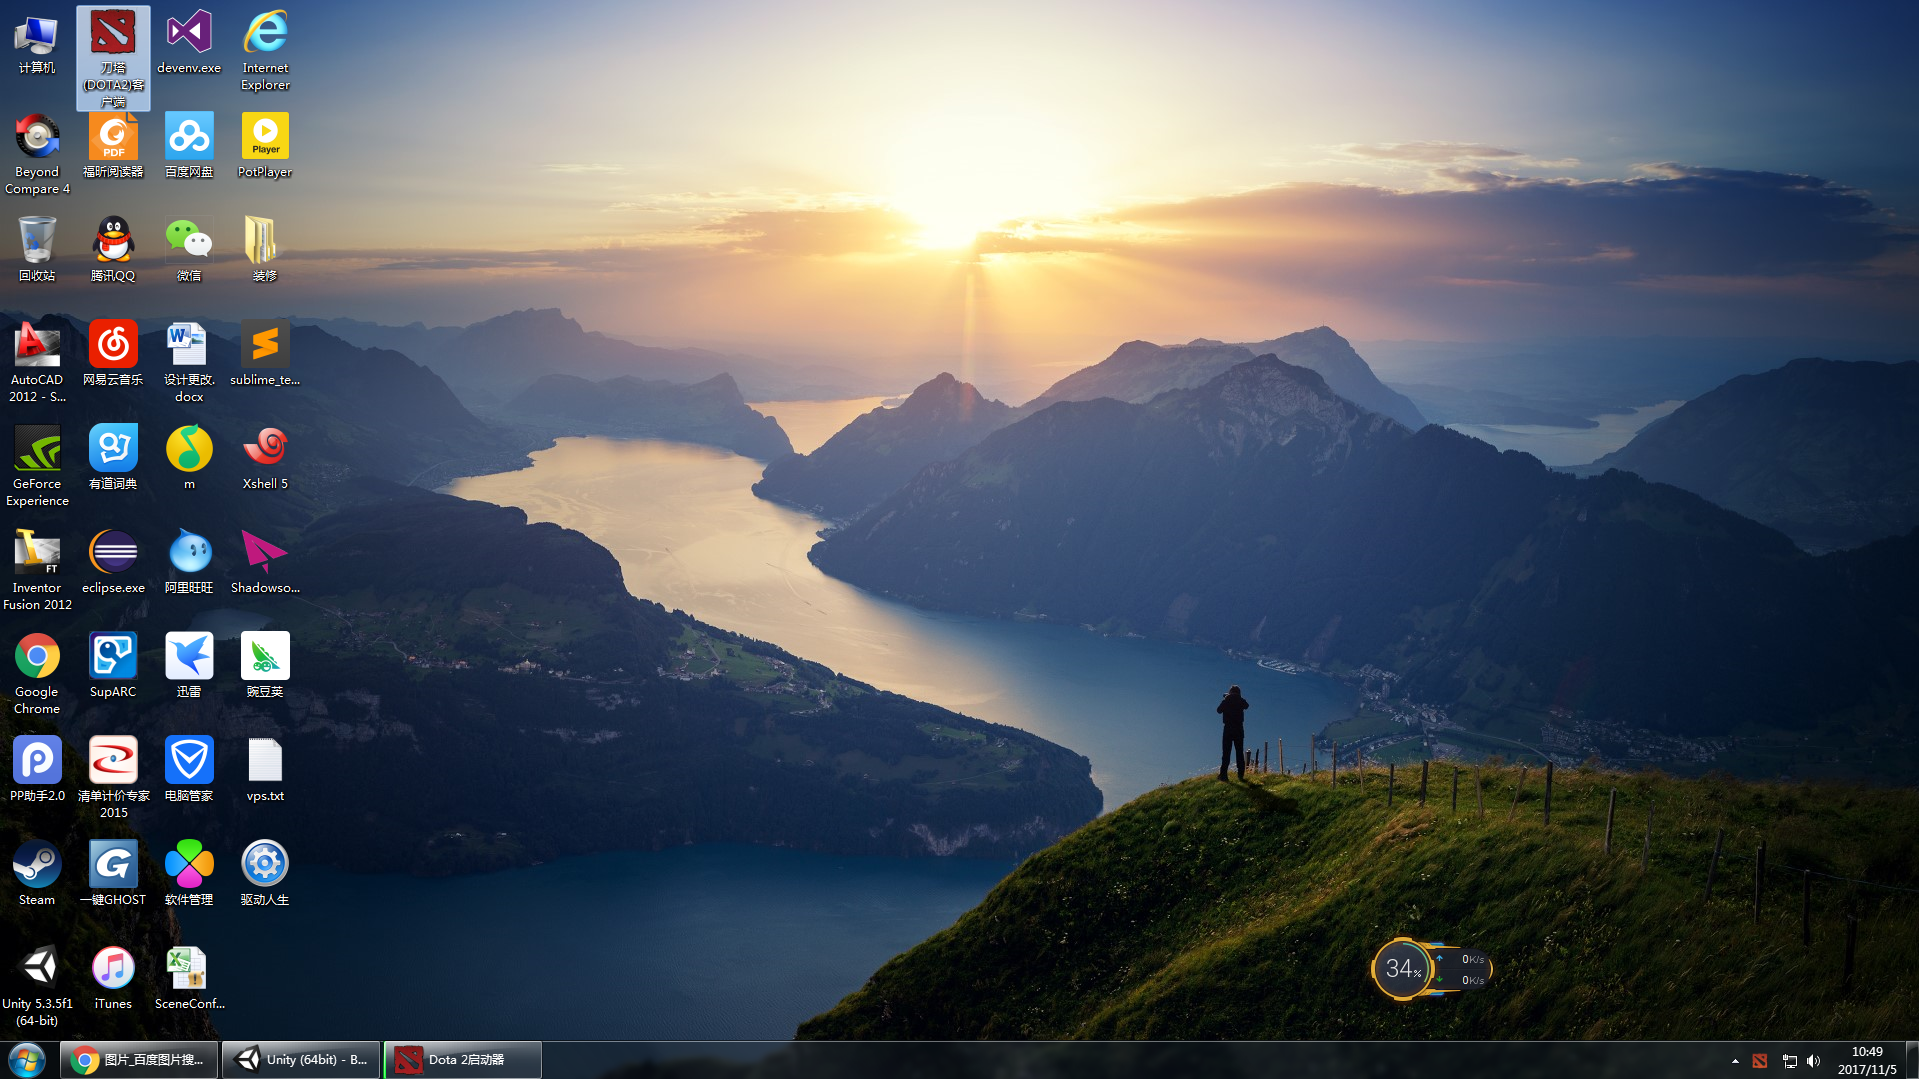 计算机
刀塔
(DOTA2)客
户端
devenv.exe
Internet
Explorer
Beyond
Compare 4
PDF
福昕阅读器
百度网盘
Player
PotPlayer
回收站
腾讯QQ
微信
装修
AutoCAD
2012 - S...
网易云音乐
设计更改.
docx
sublime_te...
GeForce
Experience
有道词典
m
Xshell 5
FT
Inventor
Fusion 2012
eclipse.exe
阿里旺旺
Shadowso...
Google
Chrome
SupARC
迅雷
豌豆荚
PP助手2.0
清单计价专家
2015
电脑管家
vps.txt
Steam
一键GHOST
软件管理
驱动人生
Unity 5.3.5f1
(64-bit)
iTunes
SceneConf...
34%
0K/s
0K/s
图片_百度图片搜...
Unity (64bit) - B...
Dota 2启动器
10:49
2017/11/5